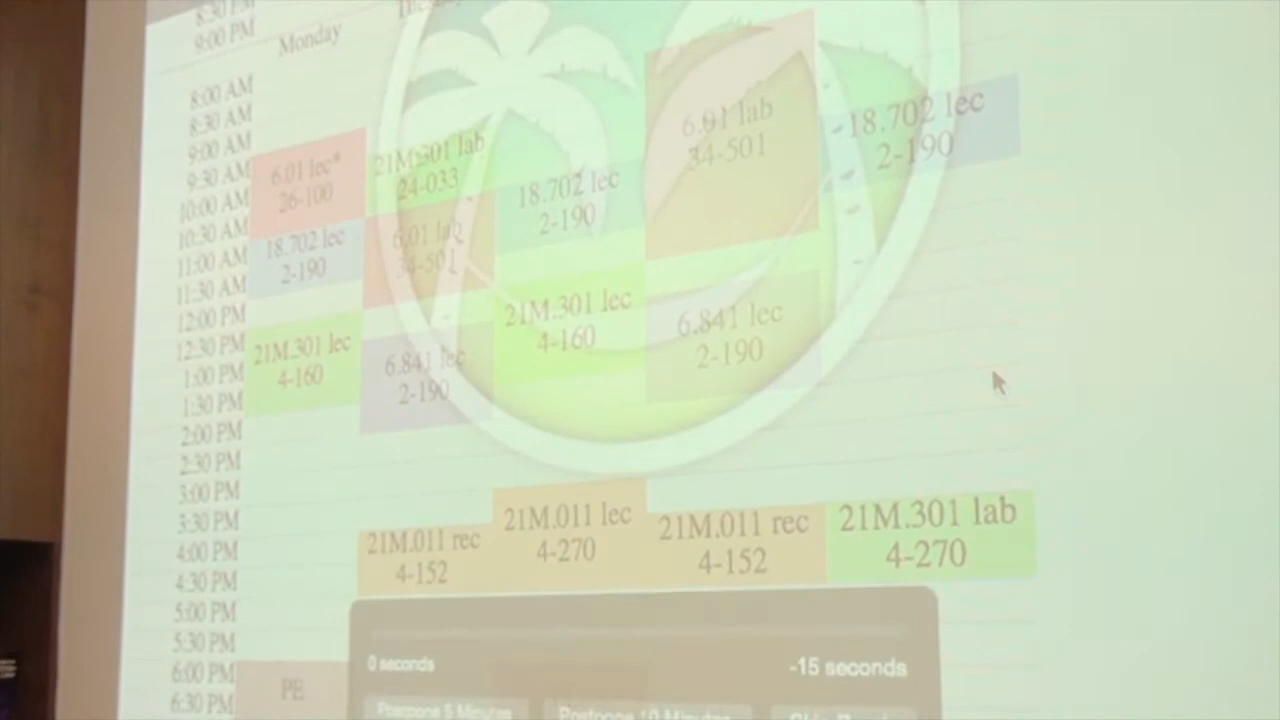 9:00 PM
Monday
8:00 AM
8:30 AM
9:00 AM
9:30 AM
10:00 AM
10:30 AM
11:00 AM
11:30 AM
12:00 PM
12:30 PM
1:00 PM
1:30 PM
2:00 PM
2:30 PM
3:00 PM
3:30 PM
4:00 PM
4:30 PM
5:00 PM
5:30 PM
6:00 PM
6:30 PM
6.01 lec*
26-100
18.702 lec
2-190
21M.301 lec
4-160
PE
21M.301 lab
24-033
6.01 lab
34-501
6.841 lec
2-190
21M.011 rec
4-152
18.702 lec
2-190
21M.301 lec
4-160
21M.011 lec
4-270
6.01 lab
34-501
6.841 lec
2-190
21M.011 rec
4-152
18.702 lec
2-190
21M.301 lab
4-270
0 seconds
-15 seconds
Postpone 5 Minutes
Postpone 10 Minutes